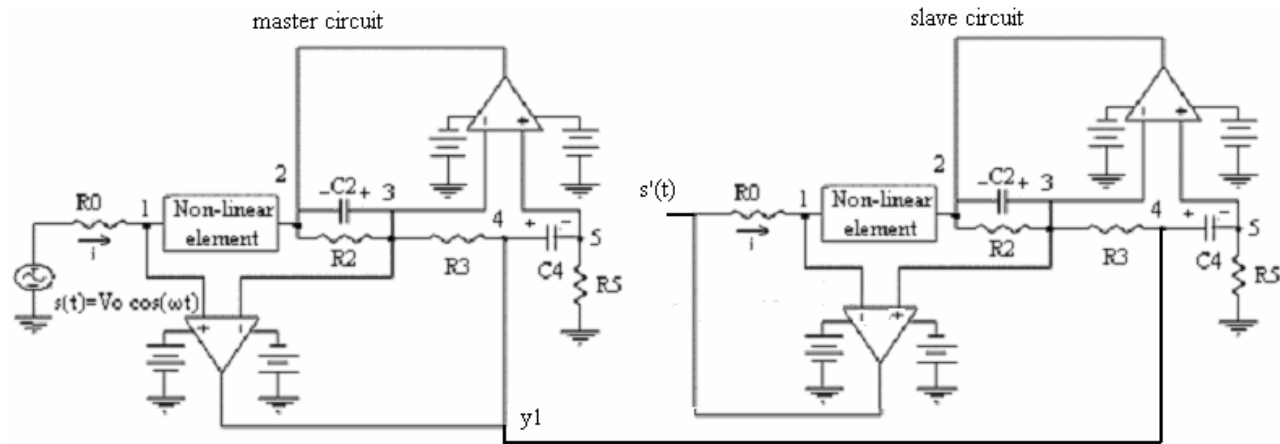 master circuit
slave circuit
R0
i
1
Non-linear
element
2
- C2 +
3
R2
R3
4
+ -
C4
5
R5
s(t)=Vo cos(ωt)
+ -
- +
y1
s'(t)
R0
i
1
Non-linear
element
2
- C2 +
3
R2
R3
4
+ -
C4
5
R5
- +
- +